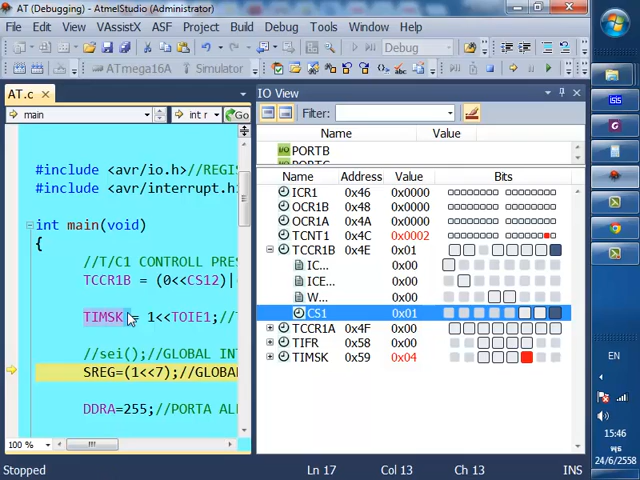 AT (Debugging) - AtmelStudio (Administrator)
File Edit View VAssistX ASF Project Build Debug Tools Window Help
Debug
ATmega16A Simulator
AT.c
main int r Go
#include <avr/io.h>//REGIS
#include <avr/interrupt.h
int main(void)
{
//T/C1 CONTROLL PRES
TCCR1B = (0<<CS12)|
TIMSK = 1<<TOIE1;//T
//sei();//GLOBAL INT
SREG=(1<<7);//GLOBAL
DDRA=255;//PORTA ALL
100 %
IO View
Filter:
Name Value
I/O PORTB
Name Address Value Bits
ICR1 0x46 0x0000
OCR1B 0x48 0x0000
OCR1A 0x4A 0x0000
TCNT1 0x4C 0x0002
TCCR1B 0x4E 0x01
IC... 0x00
ICE... 0x00
W... 0x00
CS1 0x01
TCCR1A 0x4F 0x00
TIFR 0x58 0x00
TIMSK 0x59 0x04
Stopped Ln 17 Col 13 Ch 13 INS
isis
15:46
พุธ
24/6/2558